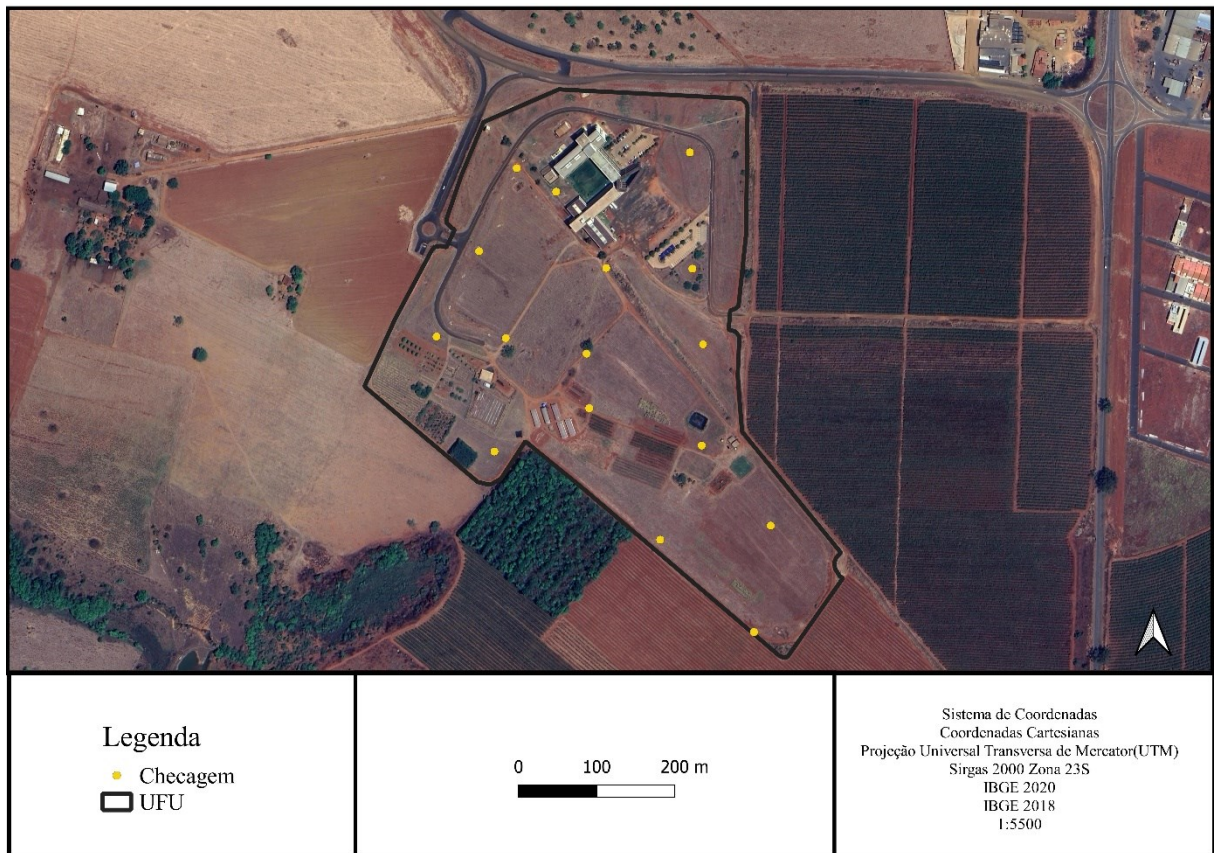 Legenda
Checagem
UFU
0 100 200 m
Sistema de Coordenadas
Coordenadas Cartesianas
Projeção Universal Transversa de Mercator(UTM)
Sirgas 2000 Zona 23S
IBGE 2020
IBGE 2018
1:5500